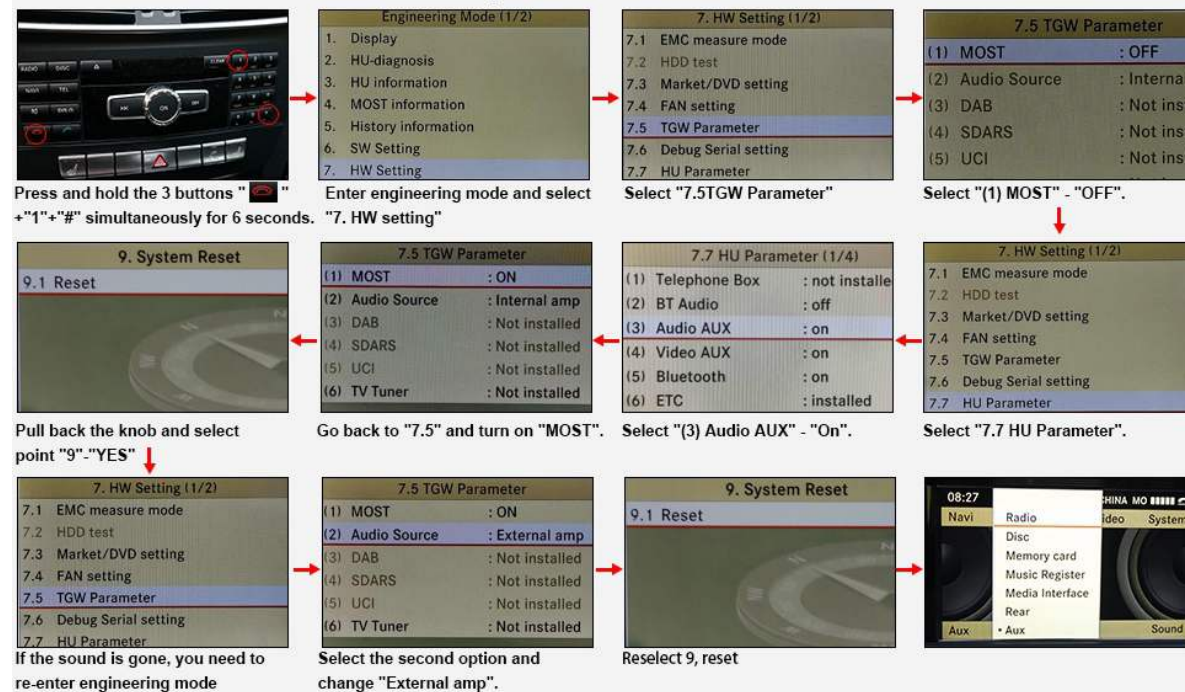 Engineering Mode (1/2)
1. Display
2. HU-diagnosis
3. HU information
4. MOST information
5. History information
6. SW Setting
7. HW Setting
7. HW Setting (1/2)
7.1 EMC measure mode
7.2 HDD test
7.3 Market/DVD setting
7.4 FAN setting
7.5 TGW Parameter
7.6 Debug Serial setting
7.7 HU Parameter
7.5 TGW Parameter
(1) MOST : OFF
(2) Audio Source : Interna
(3) DAB : Not ins
(4) SDARS : Not ins
(5) UCI : Not ins
RADIO DISC CLEAR
NAVI TEL
ON
Press and hold the 3 buttons " "
+"1"+"#" simultaneously for 6 seconds.
Enter engineering mode and select
"7. HW setting"
Select "7.5TGW Parameter"
Select "(1) MOST" - "OFF".
9. System Reset
9.1 Reset
7.5 TGW Parameter
(1) MOST : ON
(2) Audio Source : Internal amp
(3) DAB : Not installed
(4) SDARS : Not installed
(5) UCI : Not installed
(6) TV Tuner : Not installed
7.7 HU Parameter (1/4)
(1) Telephone Box : not installe
(2) BT Audio : off
(3) Audio AUX : on
(4) Video AUX : on
(5) Bluetooth : on
(6) ETC : installed
7. HW Setting (1/2)
7.1 EMC measure mode
7.2 HDD test
7.3 Market/DVD setting
7.4 FAN setting
7.5 TGW Parameter
7.6 Debug Serial setting
7.7 HU Parameter
Pull back the knob and select
point "9"-"YES"
Go back to "7.5" and turn on "MOST".
Select "(3) Audio AUX" - "On".
Select "7.7 HU Parameter".
7. HW Setting (1/2)
7.1 EMC measure mode
7.2 HDD test
7.3 Market/DVD setting
7.4 FAN setting
7.5 TGW Parameter
7.6 Debug Serial setting
7.7 HU Parameter
7.5 TGW Parameter
(1) MOST : ON
(2) Audio Source : External amp
(3) DAB : Not installed
(4) SDARS : Not installed
(5) UCI : Not installed
(6) TV Tuner : Not installed
9. System Reset
9.1 Reset
08:27 CHINA MO
Navi Radio ideo System
Disc
Memory card
Music Register
Media Interface
Rear
Aux • Aux Sound
If the sound is gone, you need to
re-enter engineering mode
Select the second option and
change "External amp".
Reselect 9, reset